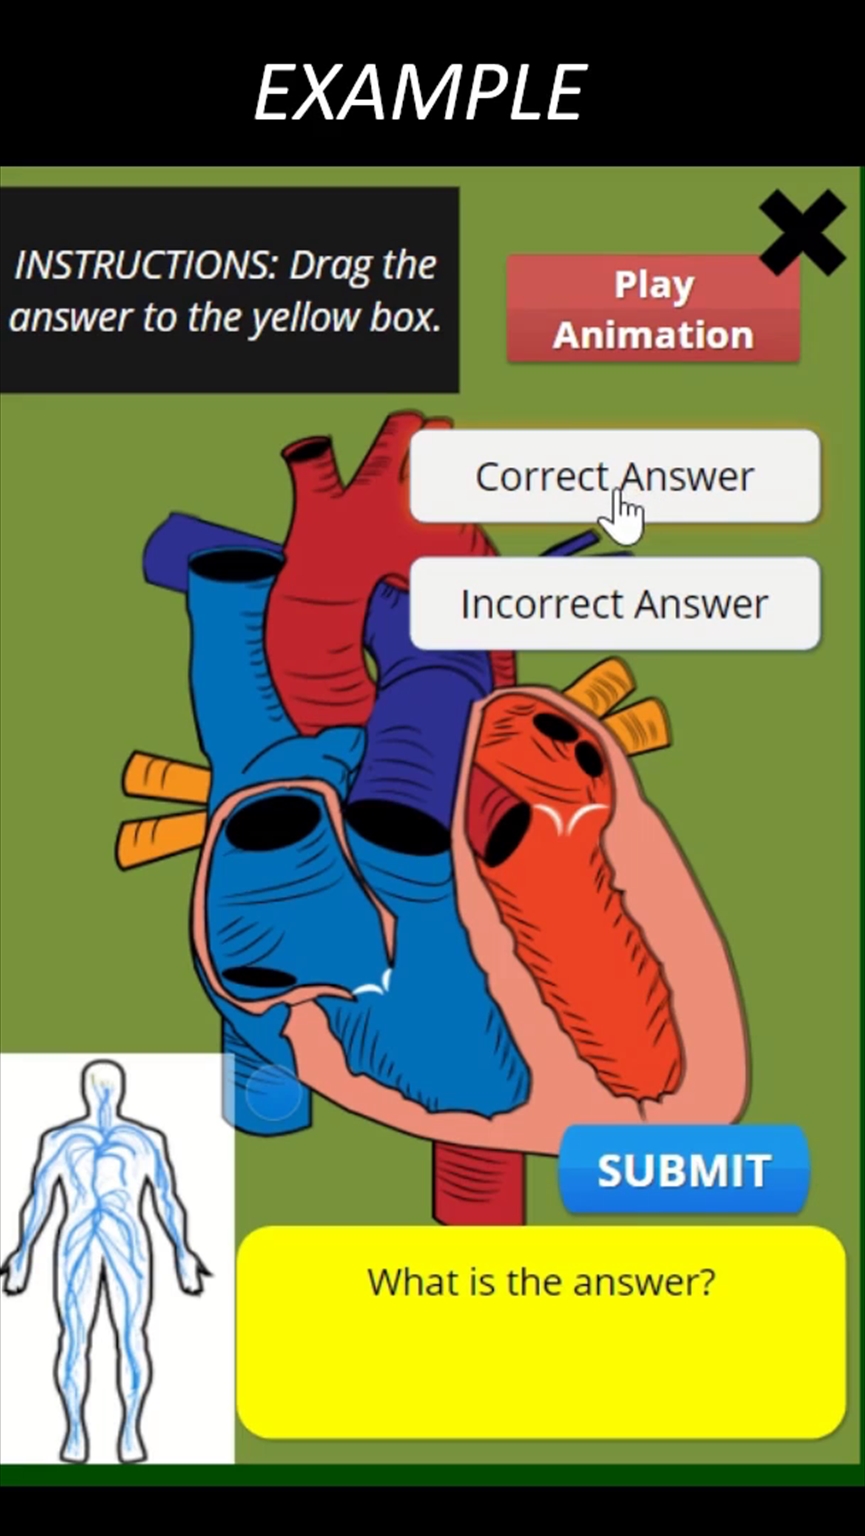 EXAMPLE
INSTRUCTIONS: Drag the
answer to the yellow box.
Play
Animation
Correct Answer
Incorrect Answer
SUBMIT
What is the answer?